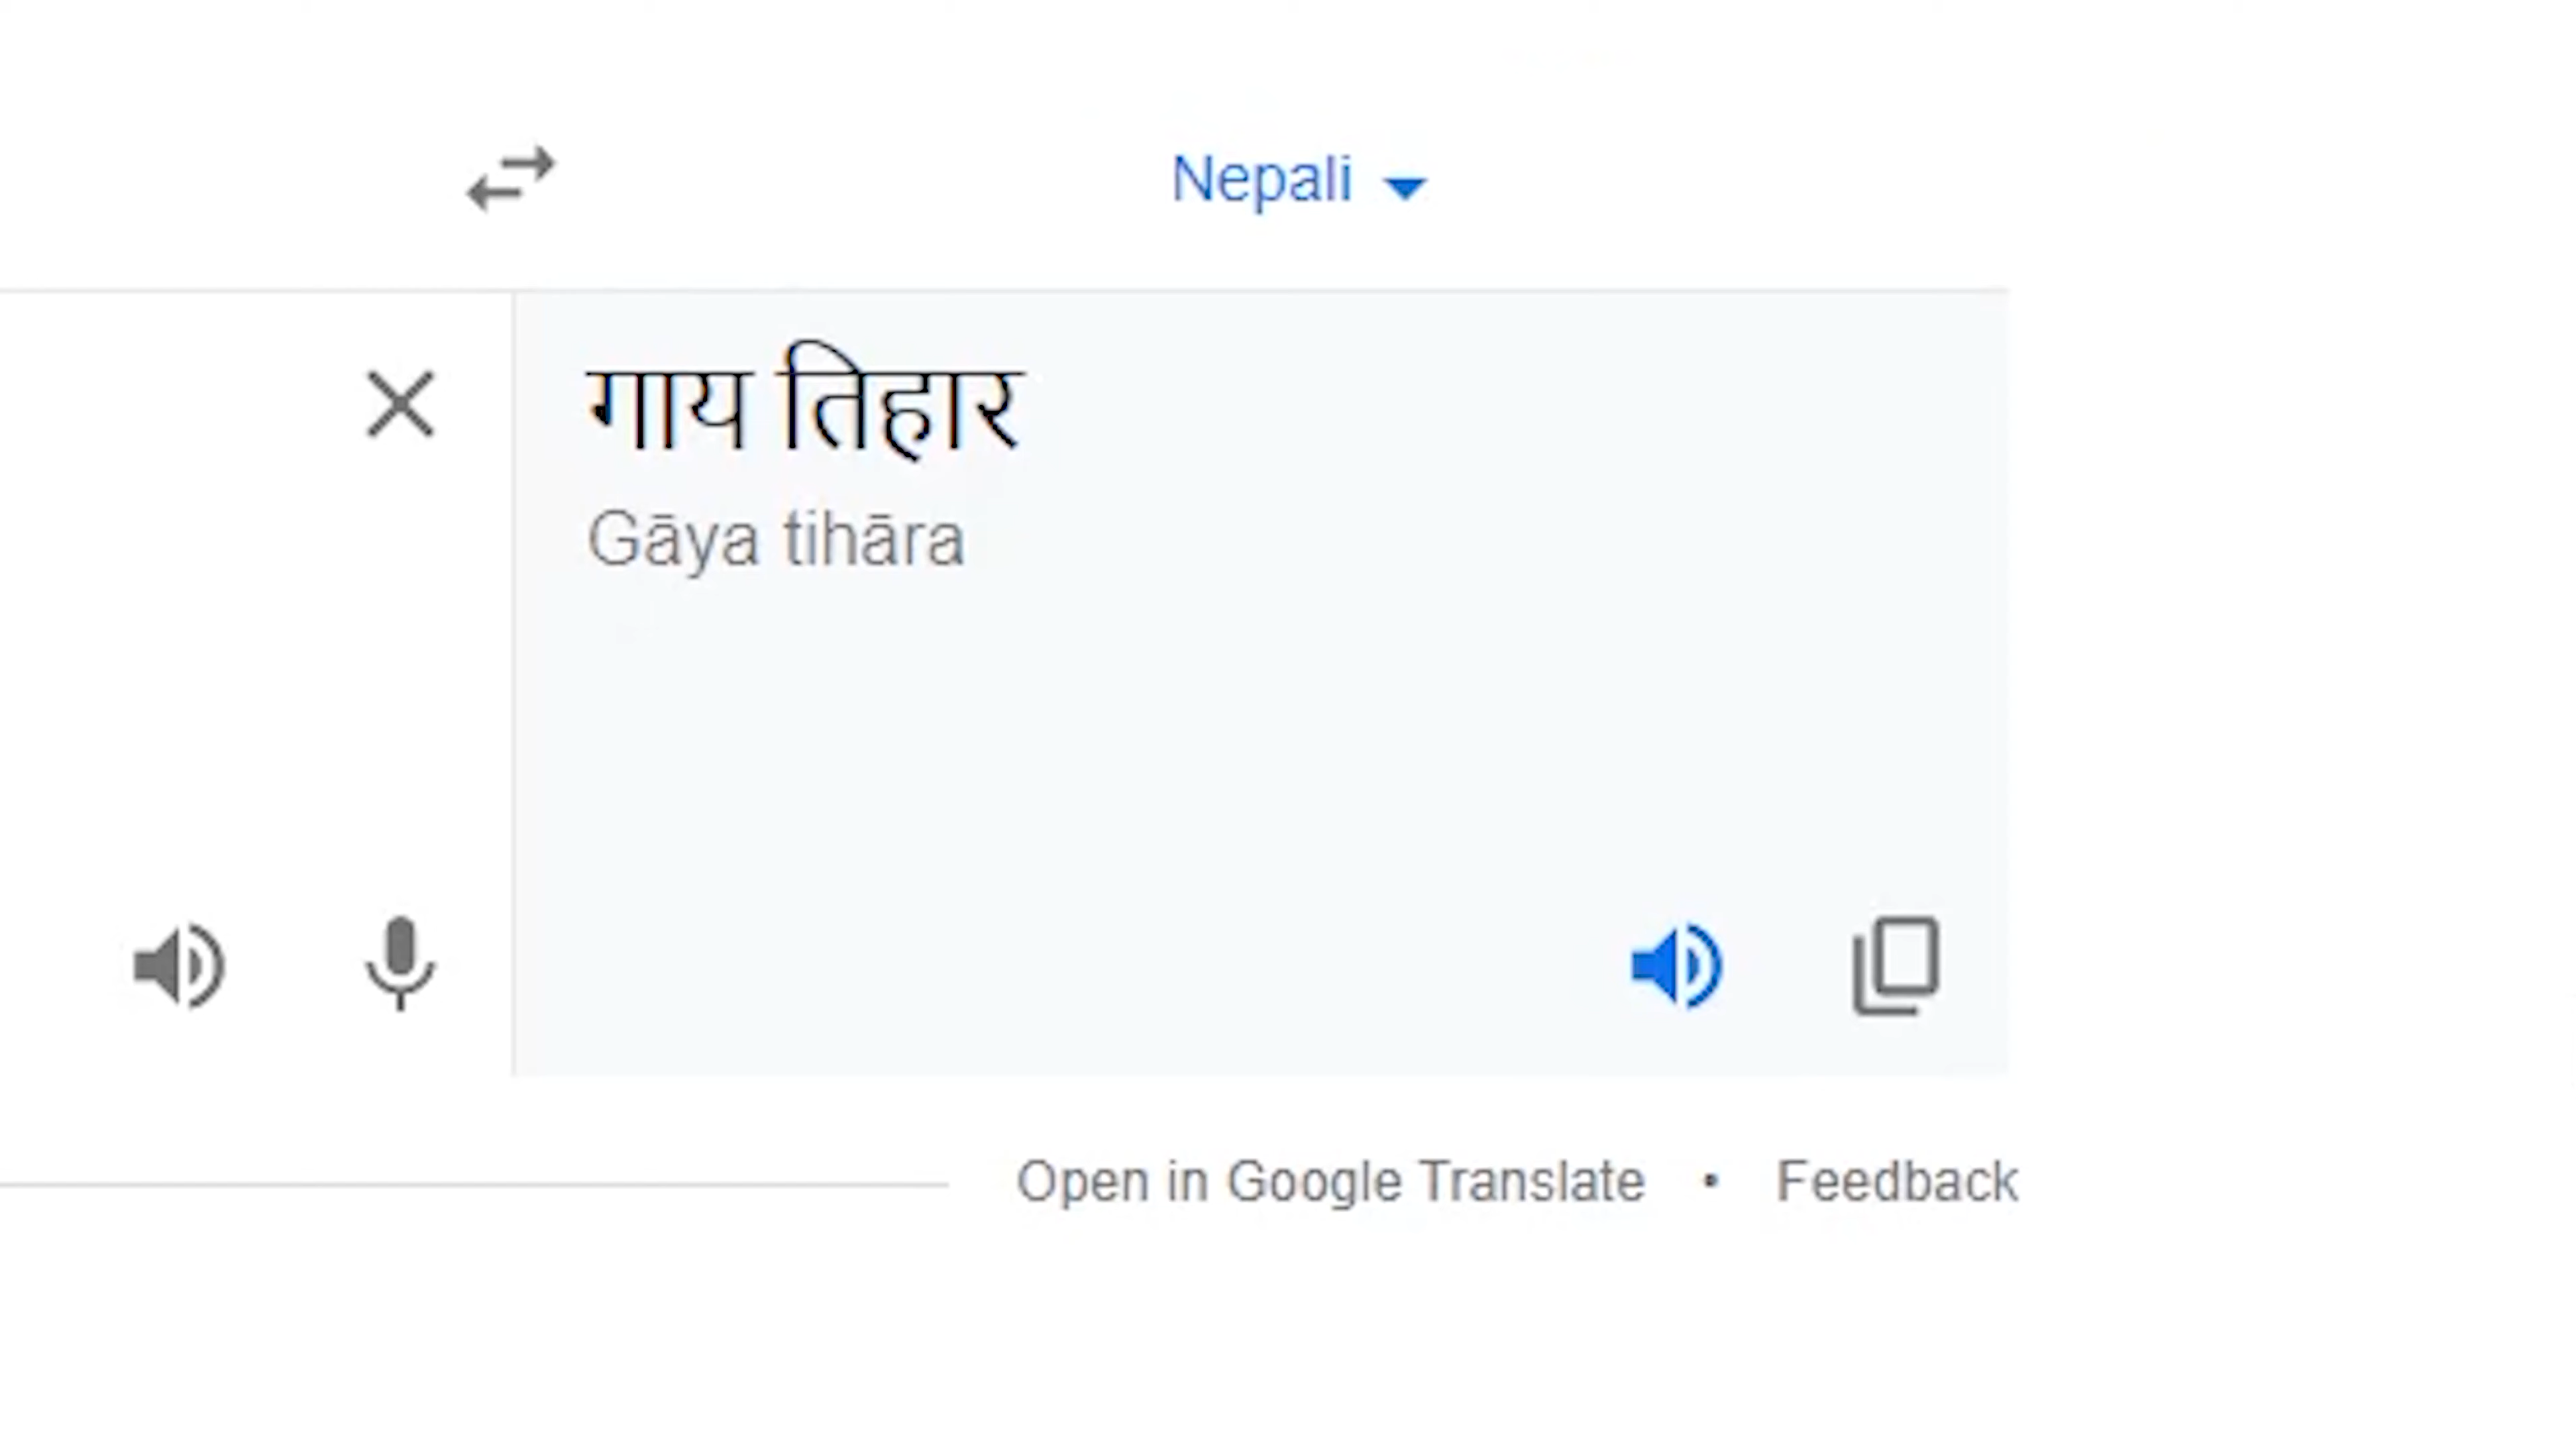 Nepali
गाय तिहार
Gāya tihāra
Open in Google Translate • Feedback